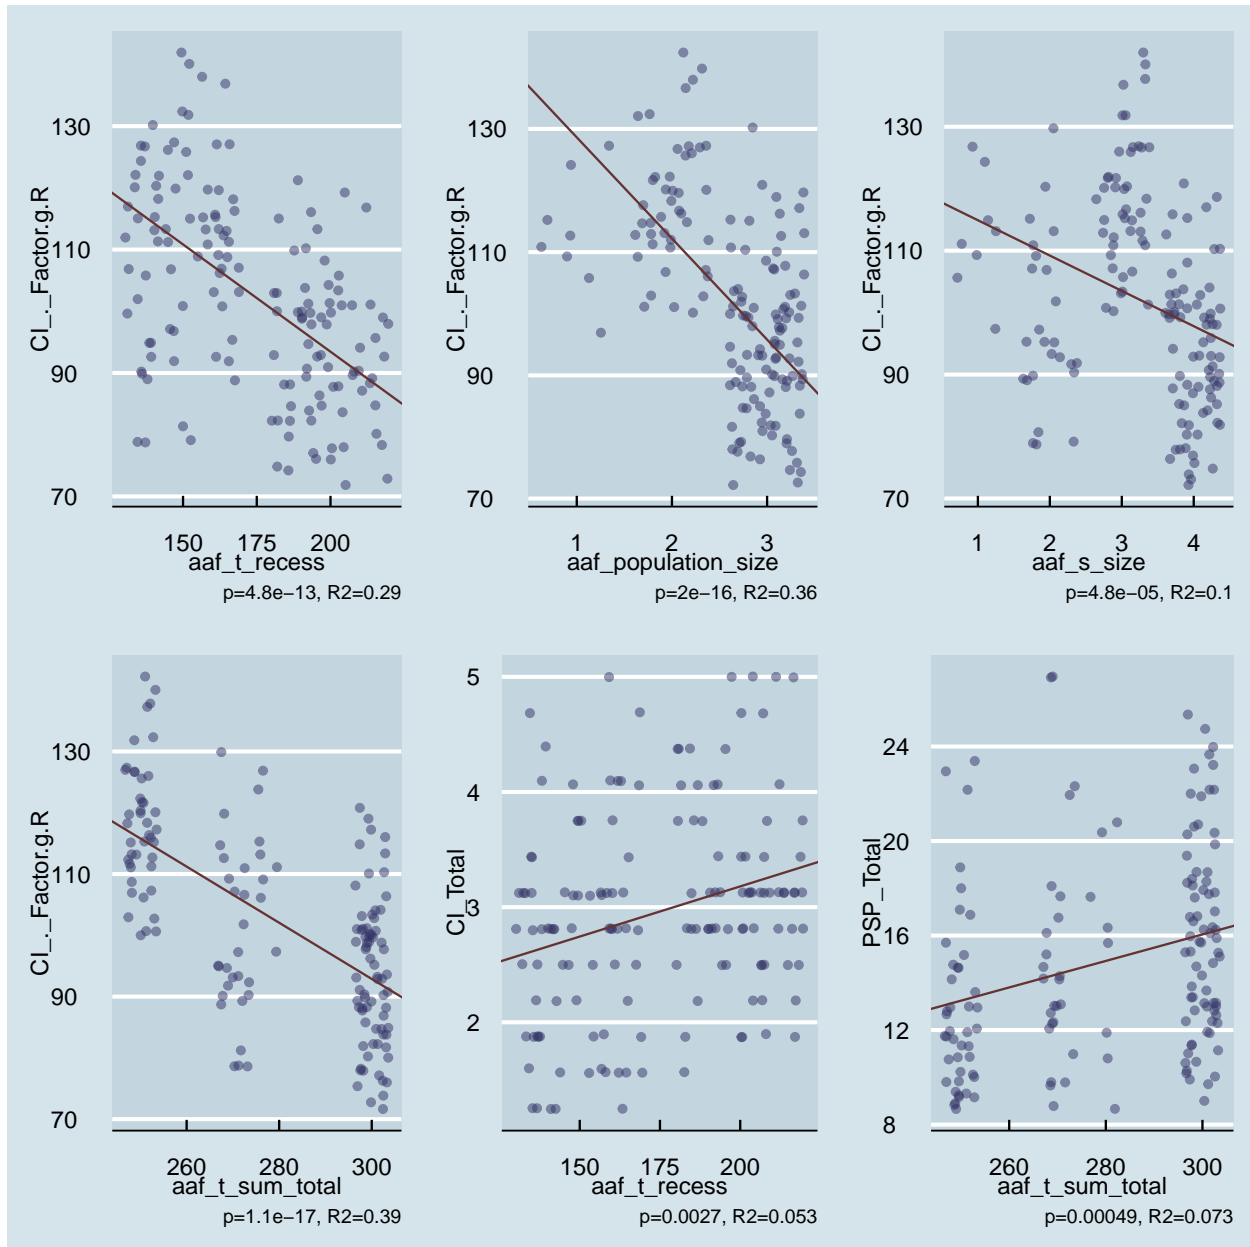 CI_._Factor.g.R
130
110
90
70
150 175 200
aaf_t_recess
p=4.8e−13, R2=0.29
CI_._Factor.g.R
130
110
90
70
1 2 3
aaf_population_size
p=2e−16, R2=0.36
CI_._Factor.g.R
130
110
90
70
1 2 3 4
aaf_s_size
p=4.8e−05, R2=0.1
CI_._Factor.g.R
130
110
90
70
260 280 300
aaf_t_sum_total
p=1.1e−17, R2=0.39
CI_Total
5
4
3
2
150 175 200
aaf_t_recess
p=0.0027, R2=0.053
PSP_Total
24
20
16
12
8
260 280 300
aaf_t_sum_total
p=0.00049, R2=0.073